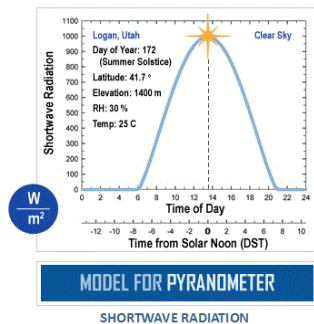 Logan, Utah
Clear Sky
Day of Year: 172
(Summer Solstice)
Latitude: 41.7 °
Elevation: 1400 m
RH: 30 %
Temp: 25 C
Shortwave Radiation
1100
1000
900
800
700
600
500
400
300
200
100
0
0 2 4 6 8 10 12 14 16 18 20 22 24
Time of Day
W
m²
-12 -10 -8 -6 -4 -2 0 2 4 6 8 10
Time from Solar Noon (DST)
MODEL FOR PYRANOMETER
SHORTWAVE RADIATION